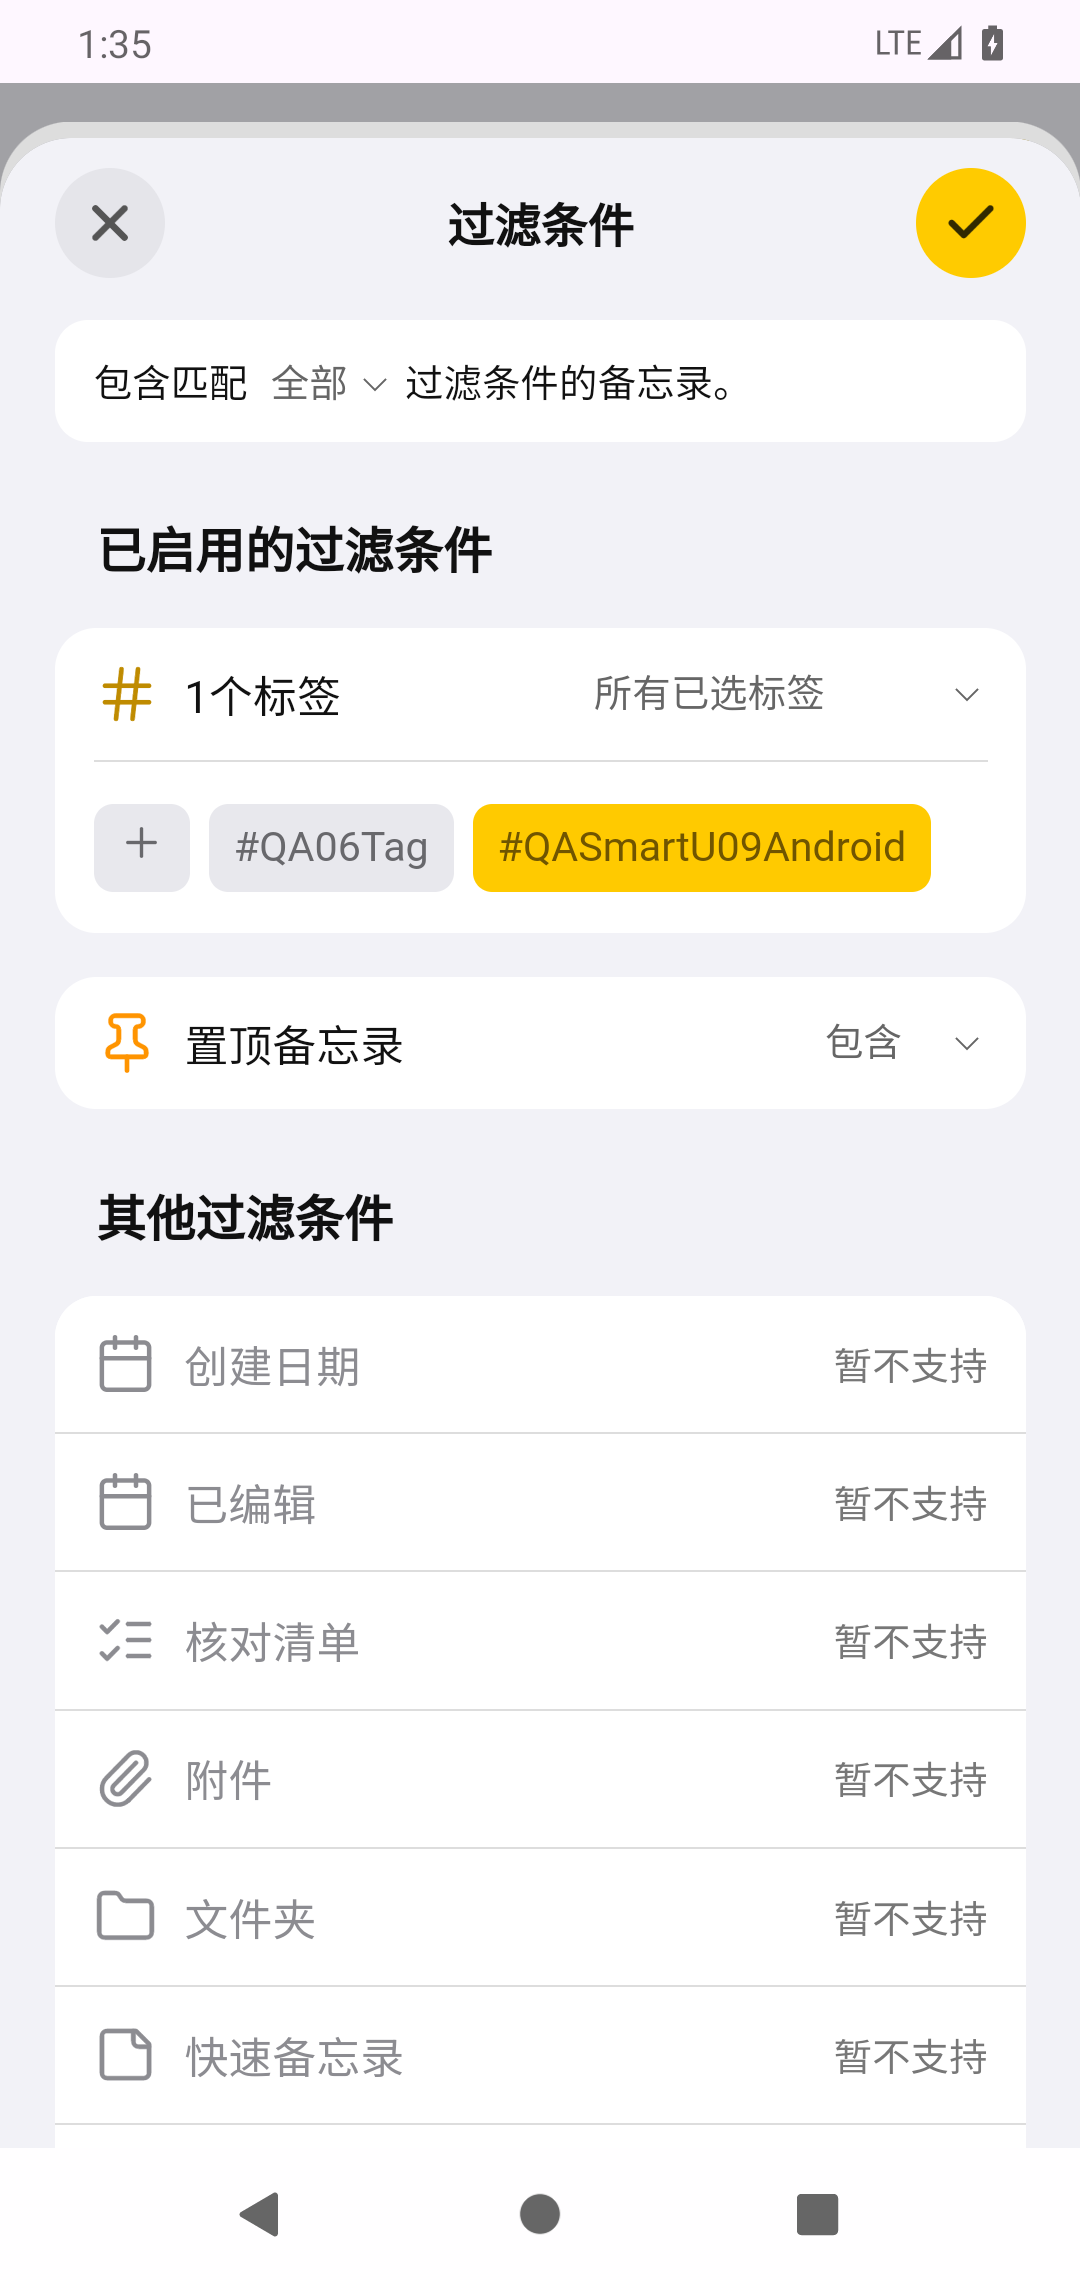 1:35
LTE
过滤条件
包含匹配 全部 过滤条件的备忘录。
已启用的过滤条件
1个标签 所有已选标签
#QA06Tag #QASmartU09Android
置顶备忘录 包含
其他过滤条件
创建日期 暂不支持
已编辑 暂不支持
核对清单 暂不支持
附件 暂不支持
文件夹 暂不支持
快速备忘录 暂不支持